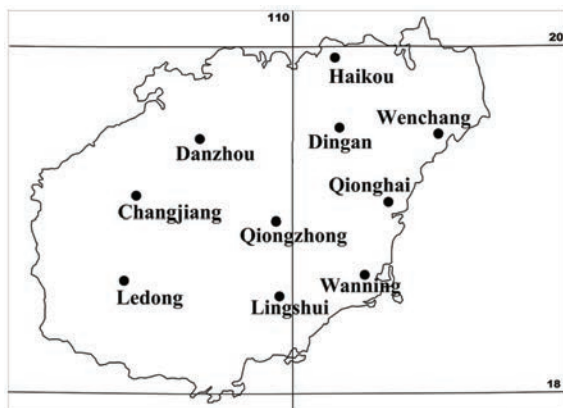 110
20
Haikou
Wenchang
Dingan
Danzhou
Qionghai
Changjiang
Qiongzhong
Wanning
Ledong
Lingshui
18